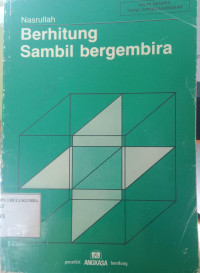 Nasrullah
Berhitung
Sambil bergembira
penerbit ANGKASA bandung